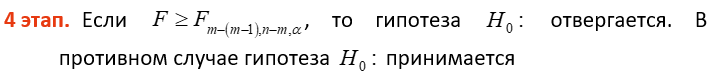 4 этап. Если F ≥ F_{m−(m−1),n−m,α}, то гипотеза H₀ : отвергается. В
противном случае гипотеза H₀ : принимается